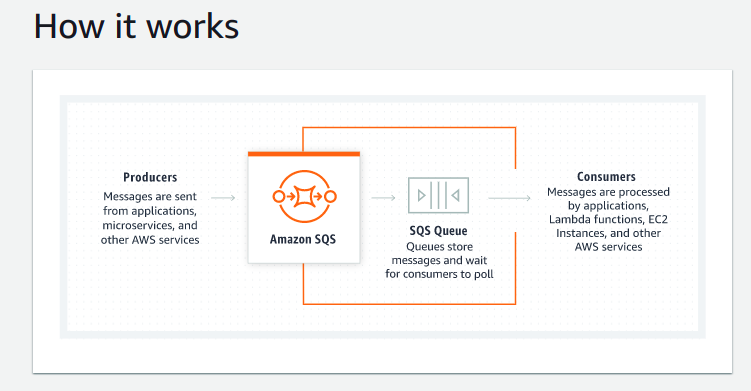 How it works
Producers
Messages are sent
from applications,
microservices, and
other AWS services
Amazon SQS
SQS Queue
Queues store
messages and wait
for consumers to poll
Consumers
Messages are processed
by applications,
Lambda functions, EC2
Instances, and other
AWS services